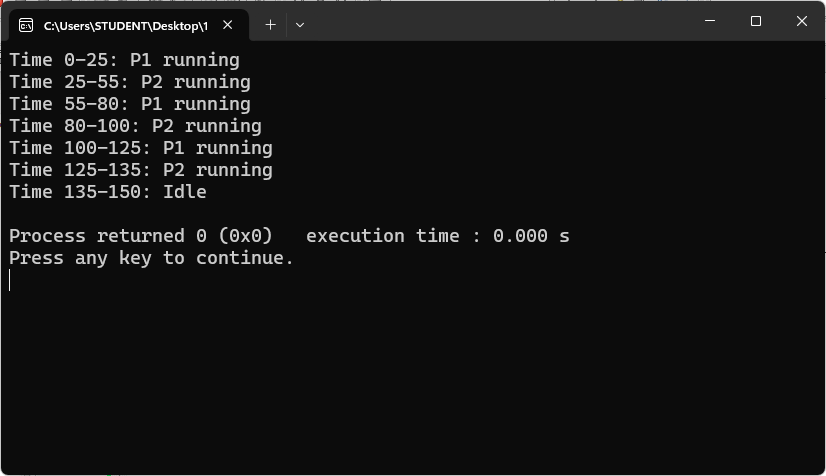 C:\Users\STUDENT\Desktop\1
Time 0-25: P1 running
Time 25-55: P2 running
Time 55-80: P1 running
Time 80-100: P2 running
Time 100-125: P1 running
Time 125-135: P2 running
Time 135-150: Idle
Process returned 0 (0x0)   execution time : 0.000 s
Press any key to continue.